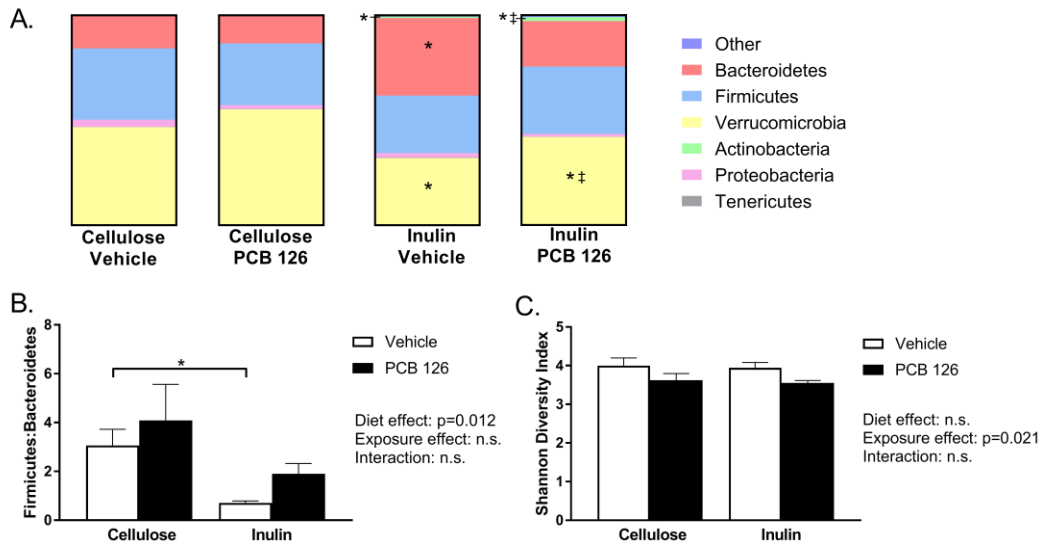 A.
*
*‡
*
*
*‡
Cellulose
Vehicle
Cellulose
PCB 126
Inulin
Vehicle
Inulin
PCB 126
Other
Bacteroidetes
Firmicutes
Verrucomicrobia
Actinobacteria
Proteobacteria
Tenericutes
B.
Firmicutes:Bacteroidetes
8
6
4
2
0
*
Cellulose
Inulin
Vehicle
PCB 126
Diet effect: p=0.012
Exposure effect: n.s.
Interaction: n.s.
C.
Shannon Diversity Index
5
4
3
2
1
0
Cellulose
Inulin
Vehicle
PCB 126
Diet effect: n.s.
Exposure effect: p=0.021
Interaction: n.s.